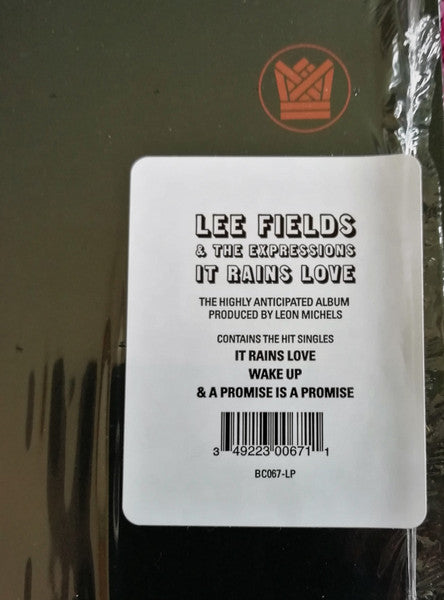 LEE FIELDS
& THE EXPRESSIONS
IT RAINS LOVE
THE HIGHLY ANTICIPATED ALBUM
PRODUCED BY LEON MICHELS
CONTAINS THE HIT SINGLES
IT RAINS LOVE
WAKE UP
& A PROMISE IS A PROMISE
3 49223 00671 1
BC067-LP